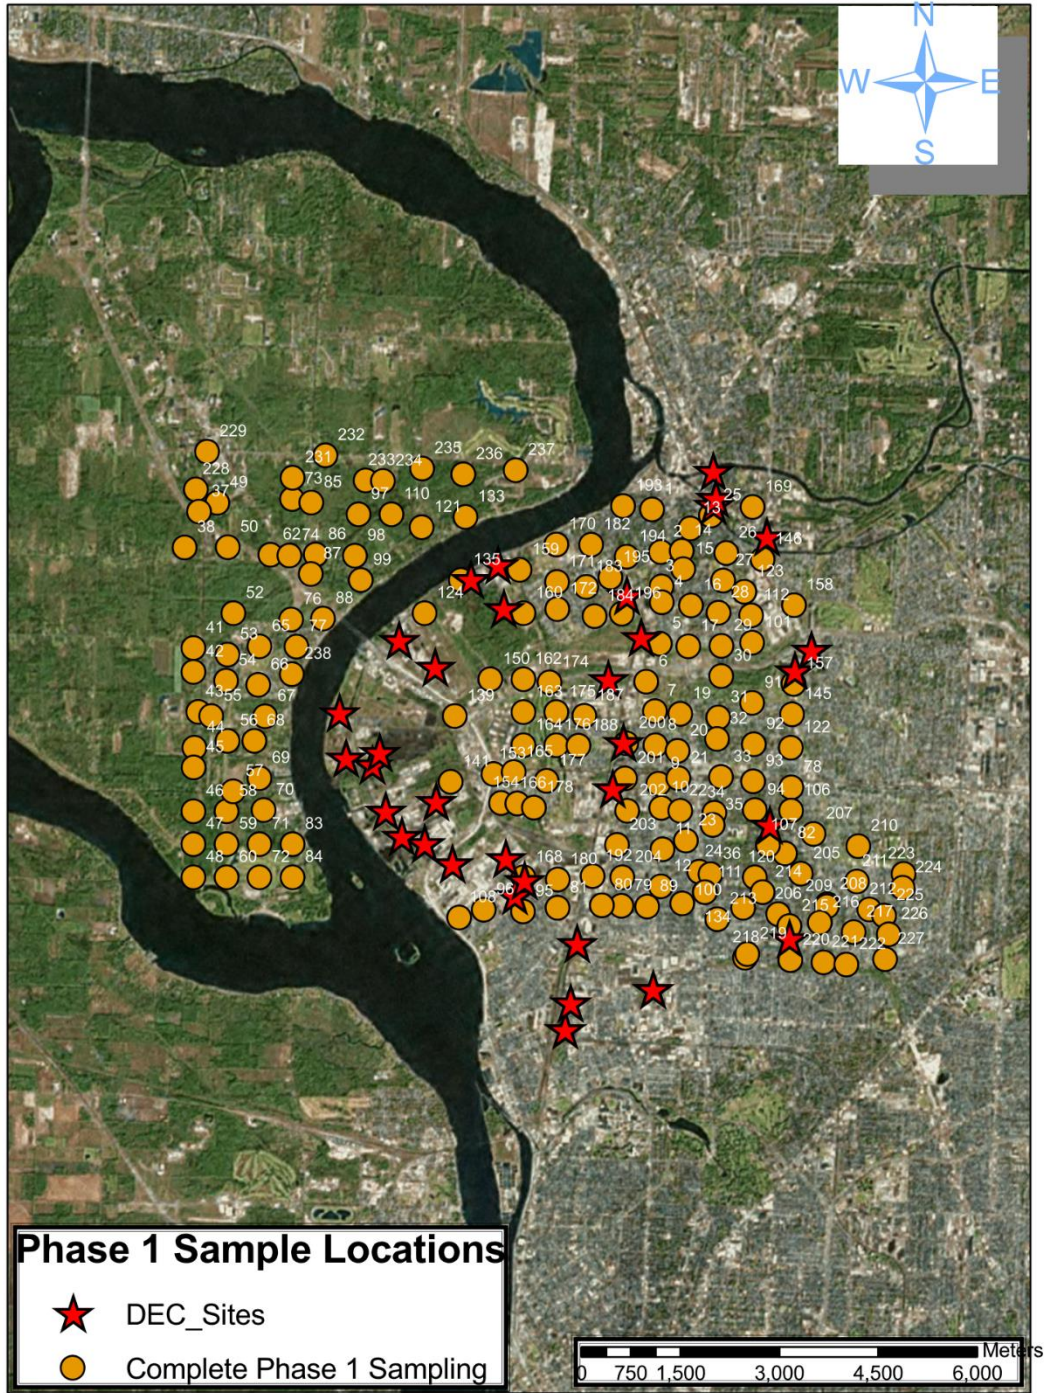 N
W E
S
229 232 235 236 237
228 231 233 234
49 73 85
37 97 110 133 198 25 169
38 50 121 13
62 74 86 98 170 182 194 2 14 26 146
87 99 135 159 171 183 195 3 15 27 123
52 76 88 124 160 172 184 196 4 16 28 112 158
41 53 65 77 5 17 29 101
42 54 66 238 150 162 174 6 30 157
43 55 67 139 163 175 187 7 19 31 91 145
44 56 68 164 176 188 200 8 20 32 92 122
45 57 69 141 153 165 177 201 9 21 33 93 78
46 58 70 154 166 178 202 10 22 34 94 106
47 59 71 83 203 11 23 35 107 82 207 210
48 60 72 84 168 180 192 204 12 24 36 120 205 211 223
108 96 95 81 80 79 89 100 111 214 209 208 212 224
134 213 206 215 216 217 225
218 219 220 221 222 226
227
Phase 1 Sample Locations
DEC_Sites
Complete Phase 1 Sampling
Meters
0 750 1,500 3,000 4,500 6,000